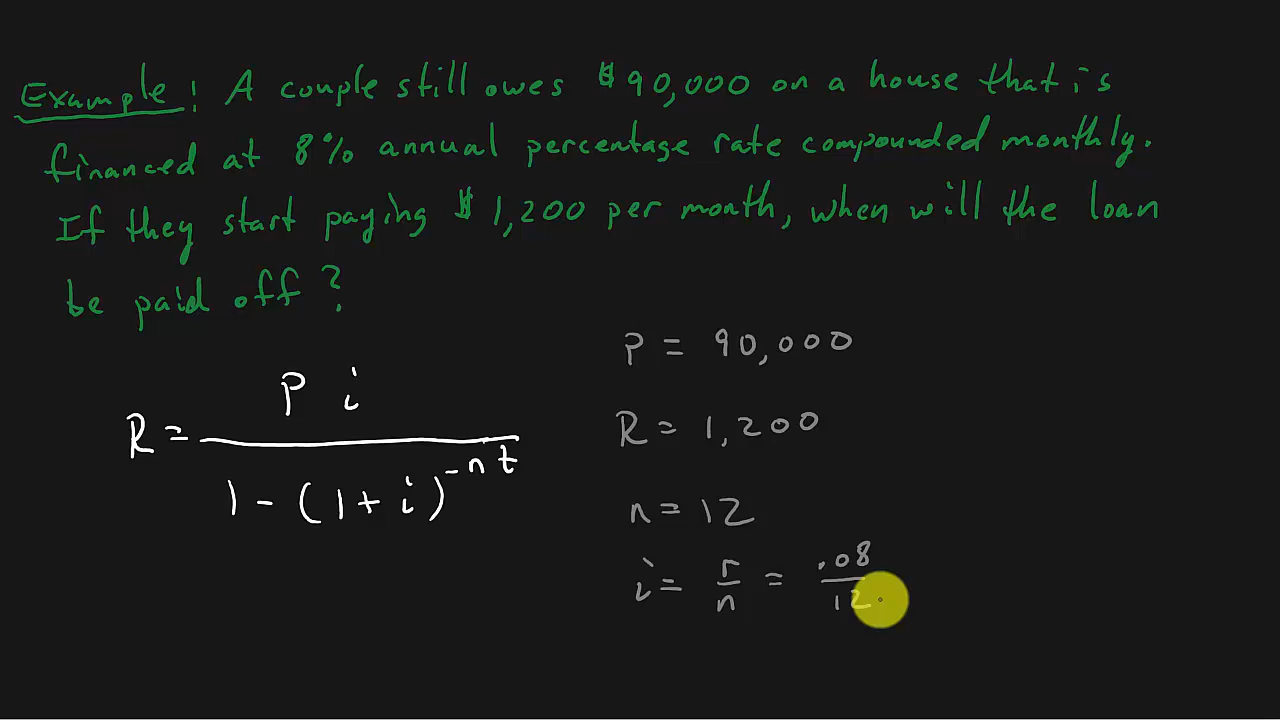 Example: A couple still owes $90,000 on a house that is
financed at 8% annual percentage rate compounded monthly.
If they start paying $1,200 per month, when will the loan
be paid off?
P = 90,000
R = P i / 1 - (1 + i)^-nt
R = 1,200
n = 12
i = r/n = .08/12